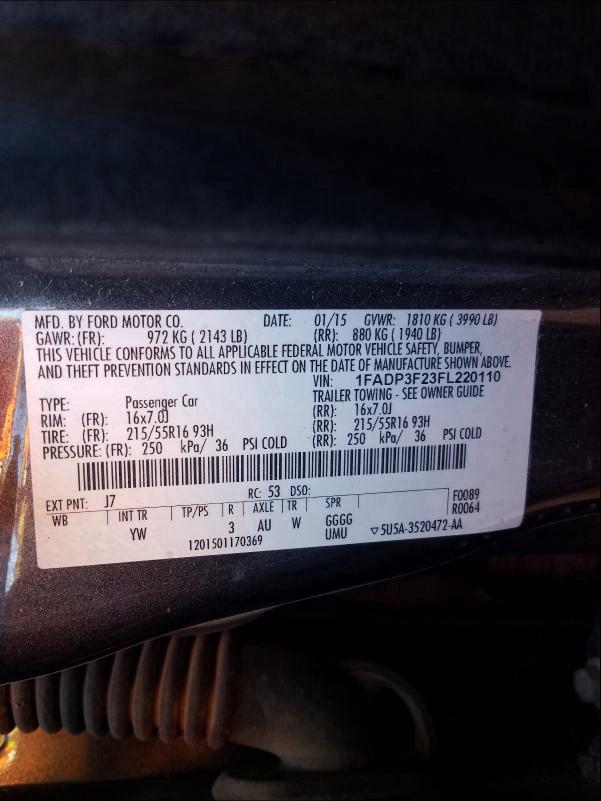 MFD. BY FORD MOTOR CO. DATE: 01/15 GVWR: 1810 KG ( 3990 LB)
GAWR: (FR): 972 KG ( 2143 LB) (RR): 880 KG ( 1940 LB)
THIS VEHICLE CONFORMS TO ALL APPLICABLE FEDERAL MOTOR VEHICLE SAFETY, BUMPER,
AND THEFT PREVENTION STANDARDS IN EFFECT ON THE DATE OF MANUFACTURE SHOWN ABOVE.
VIN: 1FADP3F23FL220110
TYPE: Passenger Car TRAILER TOWING - SEE OWNER GUIDE
RIM: (FR): 16x7.0J (RR): 16x7.0J
TIRE: (FR): 215/55R16 93H (RR): 215/55R16 93H
PRESSURE: (FR): 250 kPa/ 36 PSI COLD (RR): 250 kPa/ 36 PSI COLD
EXT PNT: J7 RC: 53 DSO: F0089
WB INT TR TP/PS R AXLE TR SPR R0064
YW 3 AU W GGGG
UMU ▽5U5A-3520472-AA
1201501170369